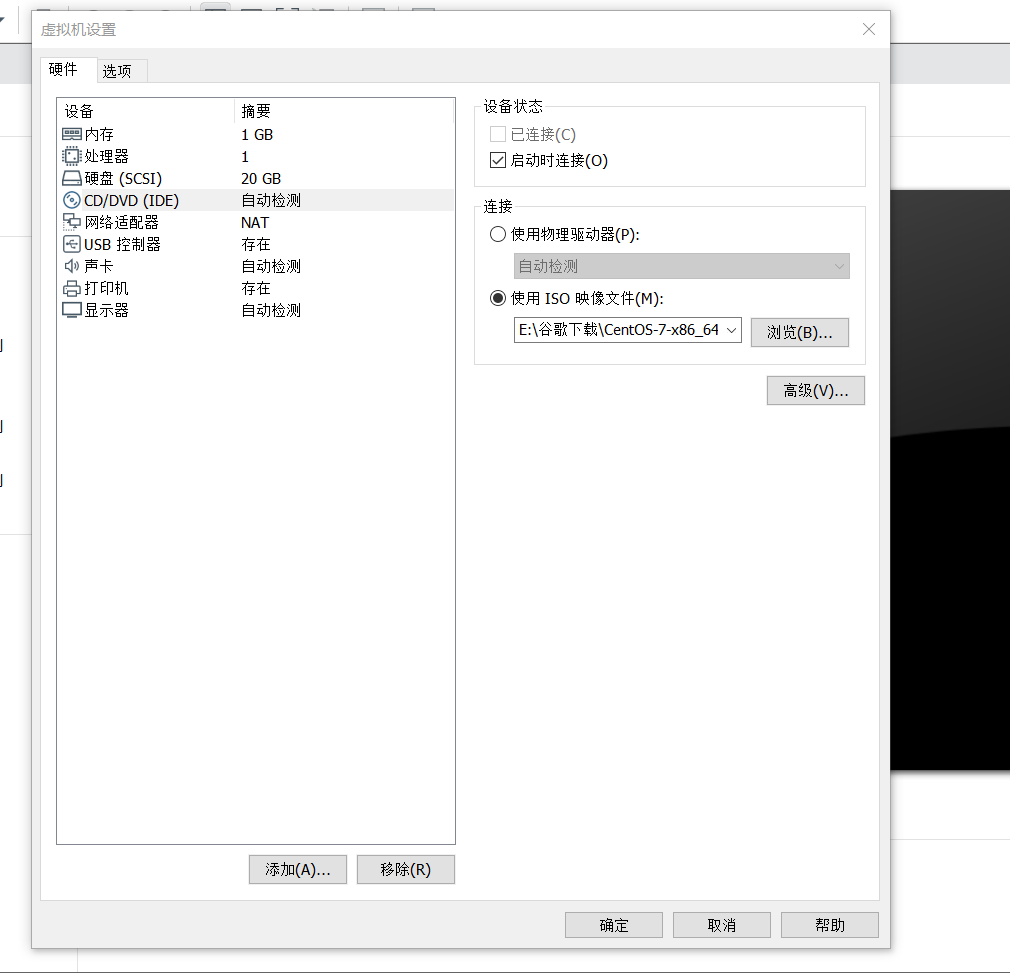 虚拟机设置
硬件 选项
设备 摘要
内存 1 GB
处理器 1
硬盘 (SCSI) 20 GB
CD/DVD (IDE) 自动检测
网络适配器 NAT
USB 控制器 存在
声卡 自动检测
打印机 存在
显示器 自动检测
添加(A)... 移除(R)
设备状态
已连接(C)
启动时连接(O)
连接
使用物理驱动器(P):
自动检测
使用 ISO 映像文件(M):
E:\谷歌下载\CentOS-7-x86_64 浏览(B)...
高级(V)...
确定 取消 帮助